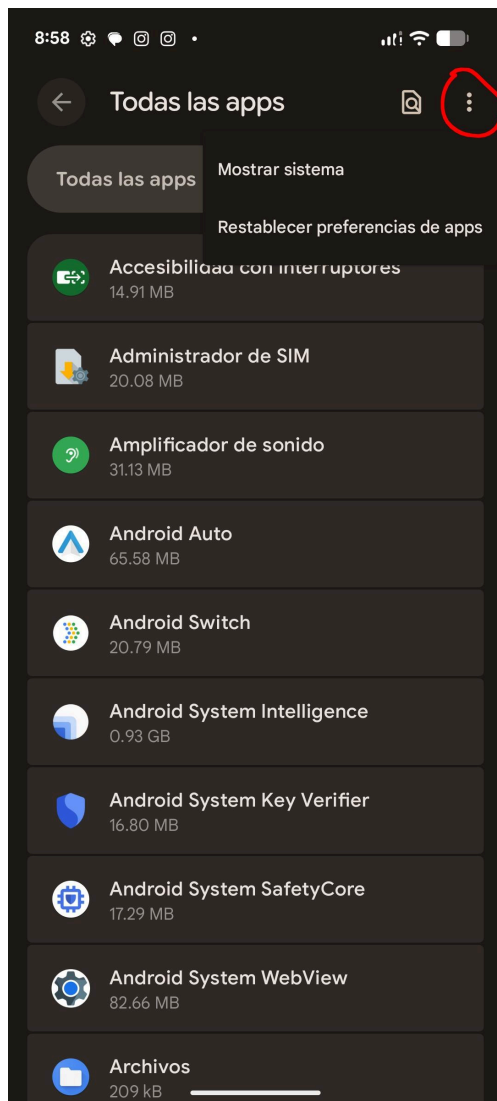 8:58
Todas las apps
Mostrar sistema
Todas las apps
Restablecer preferencias de apps
Accesibilidad con interruptores
14.91 MB
Administrador de SIM
20.08 MB
Amplificador de sonido
31.13 MB
Android Auto
65.58 MB
Android Switch
20.79 MB
Android System Intelligence
0.93 GB
Android System Key Verifier
16.80 MB
Android System SafetyCore
17.29 MB
Android System WebView
82.66 MB
Archivos
209 kB